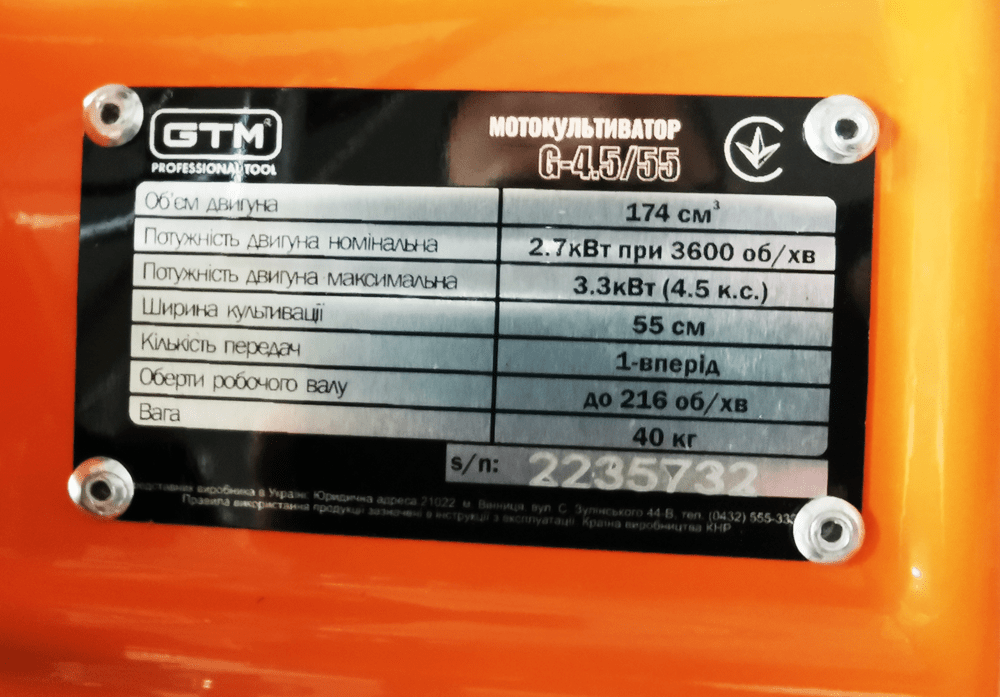 GTM
PROFESSIONAL TOOL
МОТОКУЛЬТИВАТОР
G-4.5/55
Об'єм двигуна 174 см³
Потужність двигуна номінальна 2.7кВт при 3600 об/хв
Потужність двигуна максимальна 3.3кВт (4.5 к.с.)
Ширина культивації 55 см
Кількість передач 1-вперід
Оберти робочого валу до 216 об/хв
Вага 40 кг
s/n: 2235732
виробника в Україні: Юридична адреса:21022 м. Вінниця вул. С. Зулінського 44-В, тел. (0432) 555-333
Правила використання продукції зазначені в інструкції з експлуатації. Країна виробництва КНР